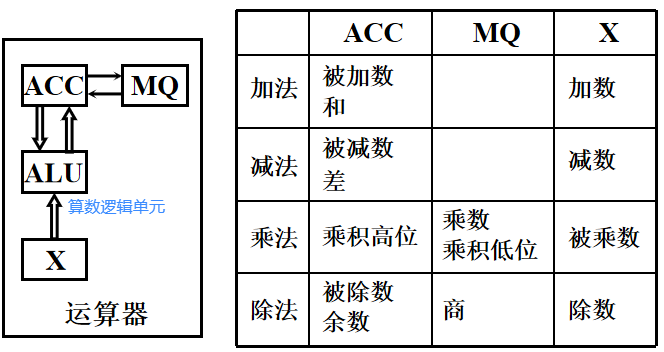 ACC
MQ
ALU
算数逻辑单元
X
运算器
ACC
MQ
X
加法
被加数
和
加数
减法
被减数
差
减数
乘法
乘积高位
乘数
乘积低位
被乘数
除法
被除数
余数
商
除数